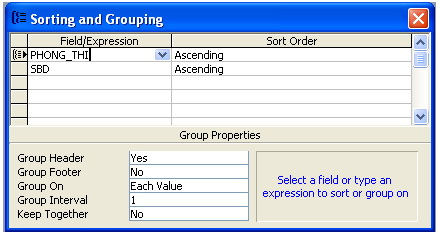 Sorting and Grouping
Field/Expression Sort Order
PHONG_THI Ascending
SBD Ascending
Group Properties
Group Header Yes
Group Footer No
Group On Each Value
Group Interval 1
Keep Together No
Select a field or type an
expression to sort or group on